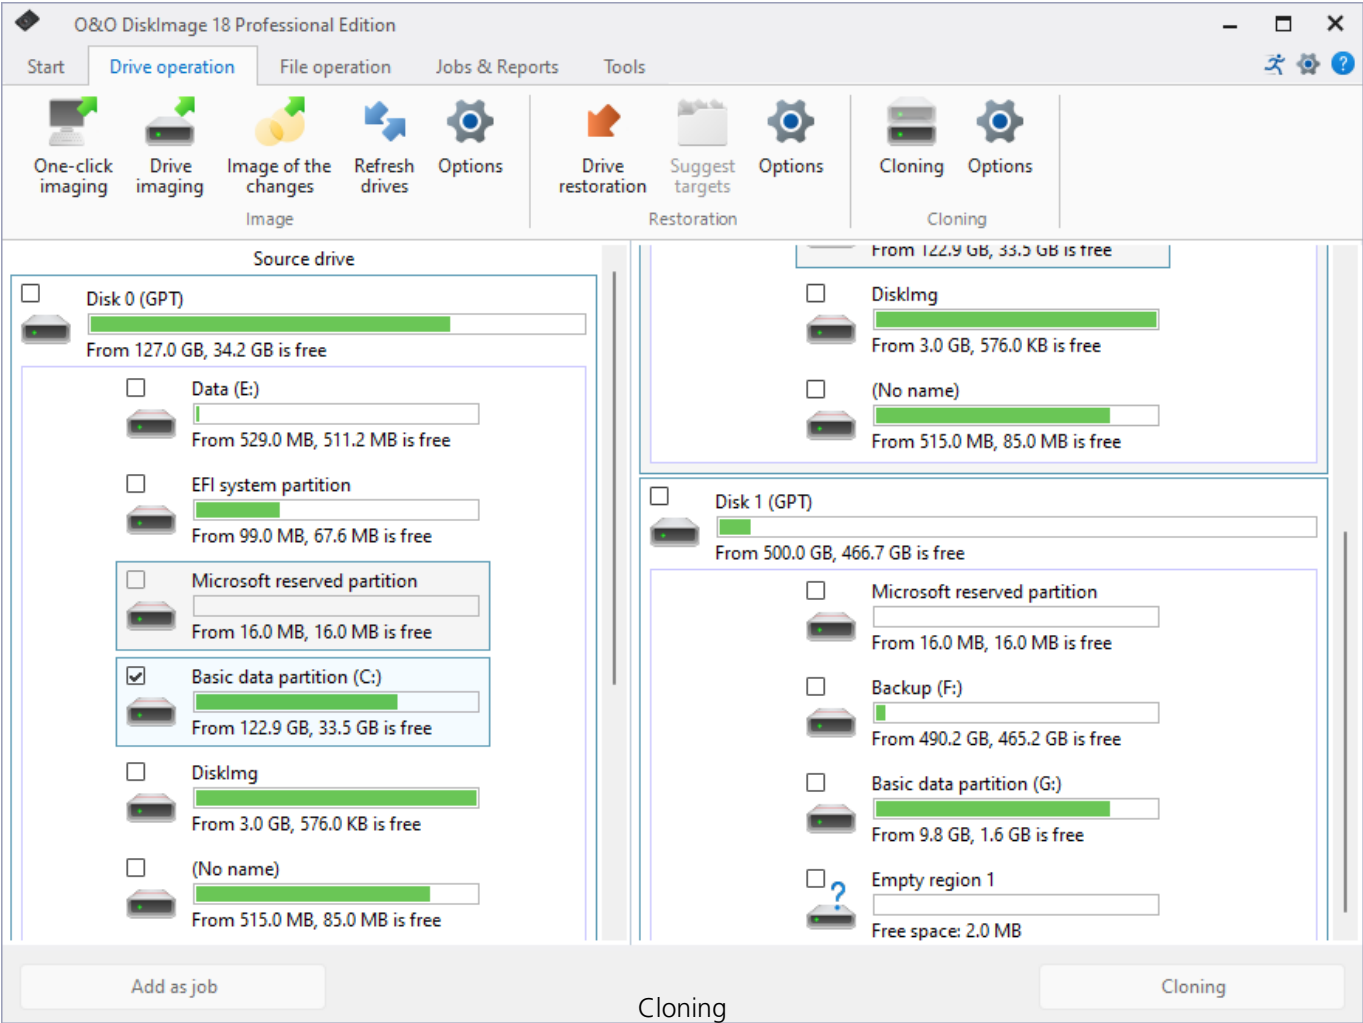 O&O DiskImage 18 Professional Edition
Start Drive operation File operation Jobs & Reports Tools
One-click imaging
Drive imaging
Image of the changes
Refresh drives
Options
Image
Drive restoration
Suggest targets
Options
Restoration
Cloning
Options
Cloning
Source drive
Disk 0 (GPT)
From 127.0 GB, 34.2 GB is free
Data (E:)
From 529.0 MB, 511.2 MB is free
EFI system partition
From 99.0 MB, 67.6 MB is free
Microsoft reserved partition
From 16.0 MB, 16.0 MB is free
Basic data partition (C:)
From 122.9 GB, 33.5 GB is free
DiskImg
From 3.0 GB, 576.0 KB is free
(No name)
From 515.0 MB, 85.0 MB is free
From 122.9 GB, 33.5 GB is free
DiskImg
From 3.0 GB, 576.0 KB is free
(No name)
From 515.0 MB, 85.0 MB is free
Disk 1 (GPT)
From 500.0 GB, 466.7 GB is free
Microsoft reserved partition
From 16.0 MB, 16.0 MB is free
Backup (F:)
From 490.2 GB, 465.2 GB is free
Basic data partition (G:)
From 9.8 GB, 1.6 GB is free
Empty region 1
Free space: 2.0 MB
Add as job
Cloning
Cloning